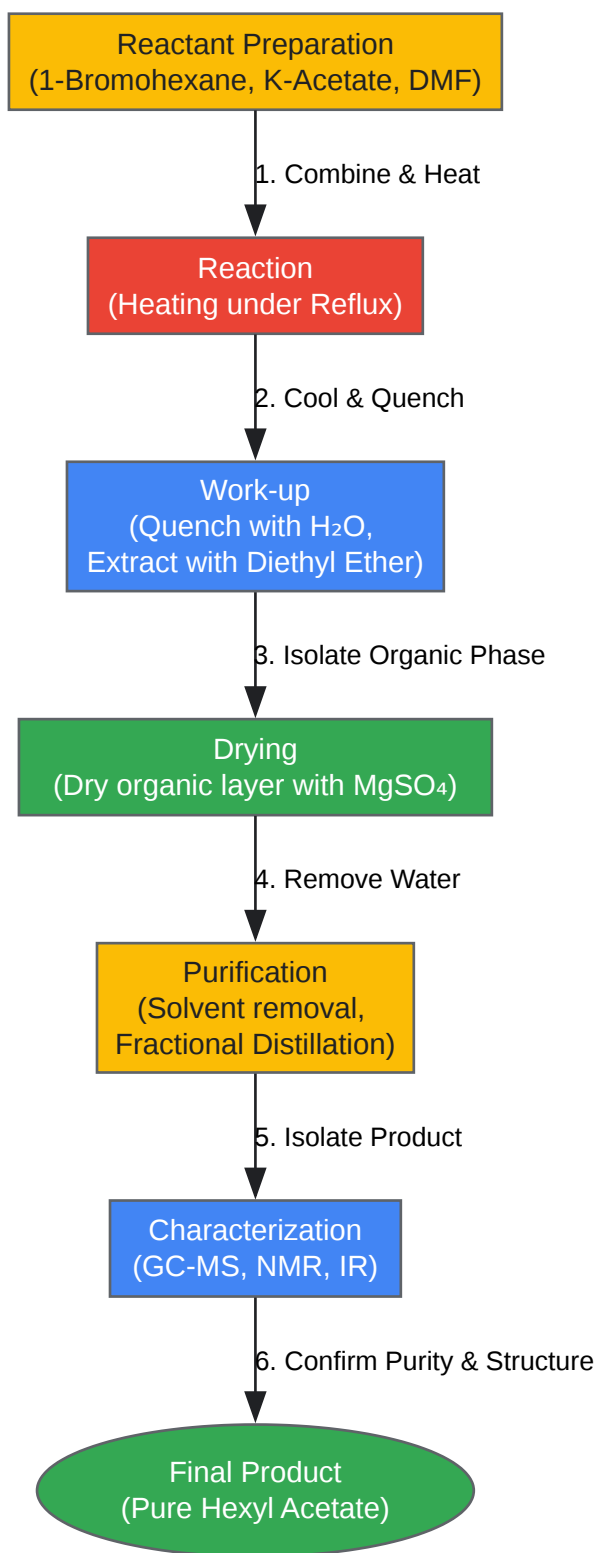 Reactant Preparation
(1-Bromohexane, K-Acetate, DMF)
1. Combine & Heat
Reaction
(Heating under Reflux)
2. Cool & Quench
Work-up
(Quench with H₂O,
Extract with Diethyl Ether)
3. Isolate Organic Phase
Drying
(Dry organic layer with MgSO₄)
4. Remove Water
Purification
(Solvent removal,
Fractional Distillation)
5. Isolate Product
Characterization
(GC-MS, NMR, IR)
6. Confirm Purity & Structure
Final Product
(Pure Hexyl Acetate)